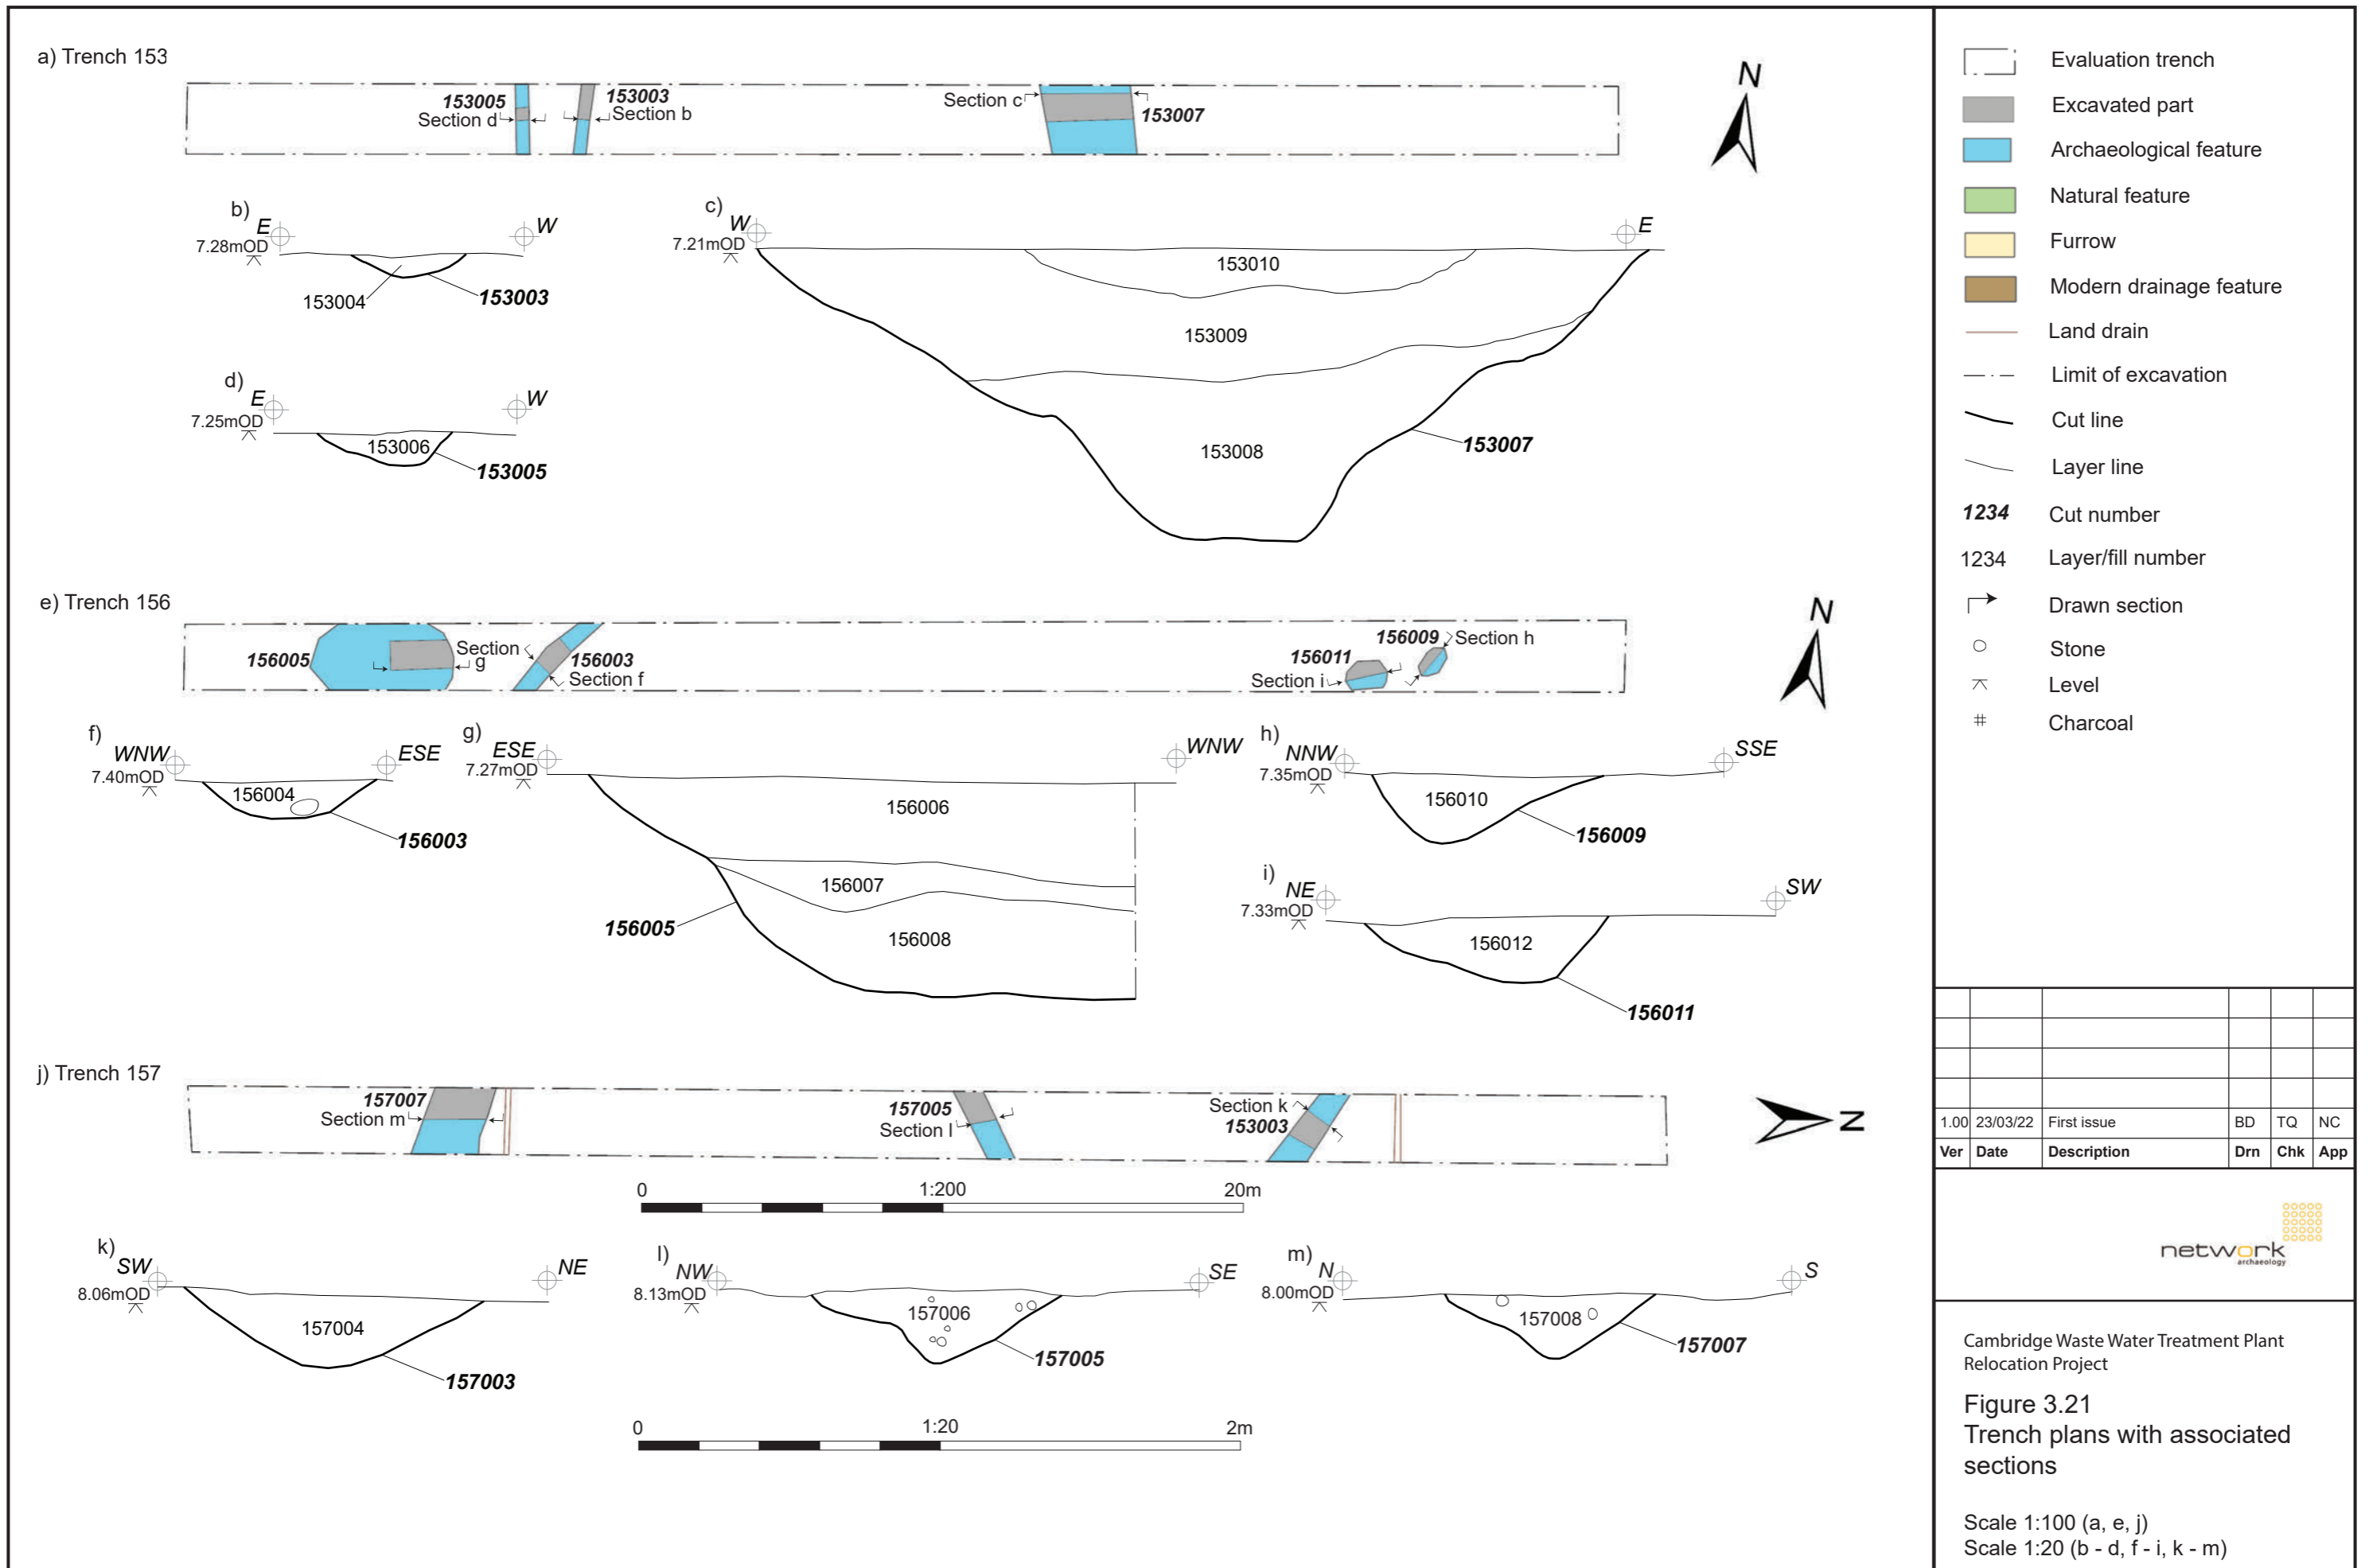 a) Trench 153
153005
Section d
153003
Section b
Section c
153007
N
b)
E
W
7.28mOD
153004
153003
c)
W
E
7.21mOD
153010
153009
153008
153007
d)
E
W
7.25mOD
153006
153005
e) Trench 156
156005
Section
g
156003
Section f
156011
Section i
156009
Section h
N
f)
WNW
ESE
7.40mOD
156004
156003
g)
ESE
WNW
7.27mOD
156006
156007
156008
156005
h)
NNW
SSE
7.35mOD
156010
156009
i)
NE
SW
7.33mOD
156012
156011
j) Trench 157
157007
Section m
157005
Section l
Section k
153003
N
0 1:200 20m
k)
SW
NE
8.06mOD
157004
157003
l)
NW
SE
8.13mOD
157006
157005
m)
N
S
8.00mOD
157008
157007
0 1:20 2m
Evaluation trench
Excavated part
Archaeological feature
Natural feature
Furrow
Modern drainage feature
Land drain
Limit of excavation
Cut line
Layer line
1234 Cut number
1234 Layer/fill number
Drawn section
Stone
Level
Charcoal
1.00 23/03/22 First issue BD TQ NC
Ver Date Description Drn Chk App
network
archaeology
Cambridge Waste Water Treatment Plant
Relocation Project
Figure 3.21
Trench plans with associated
sections
Scale 1:100 (a, e, j)
Scale 1:20 (b - d, f - i, k - m)